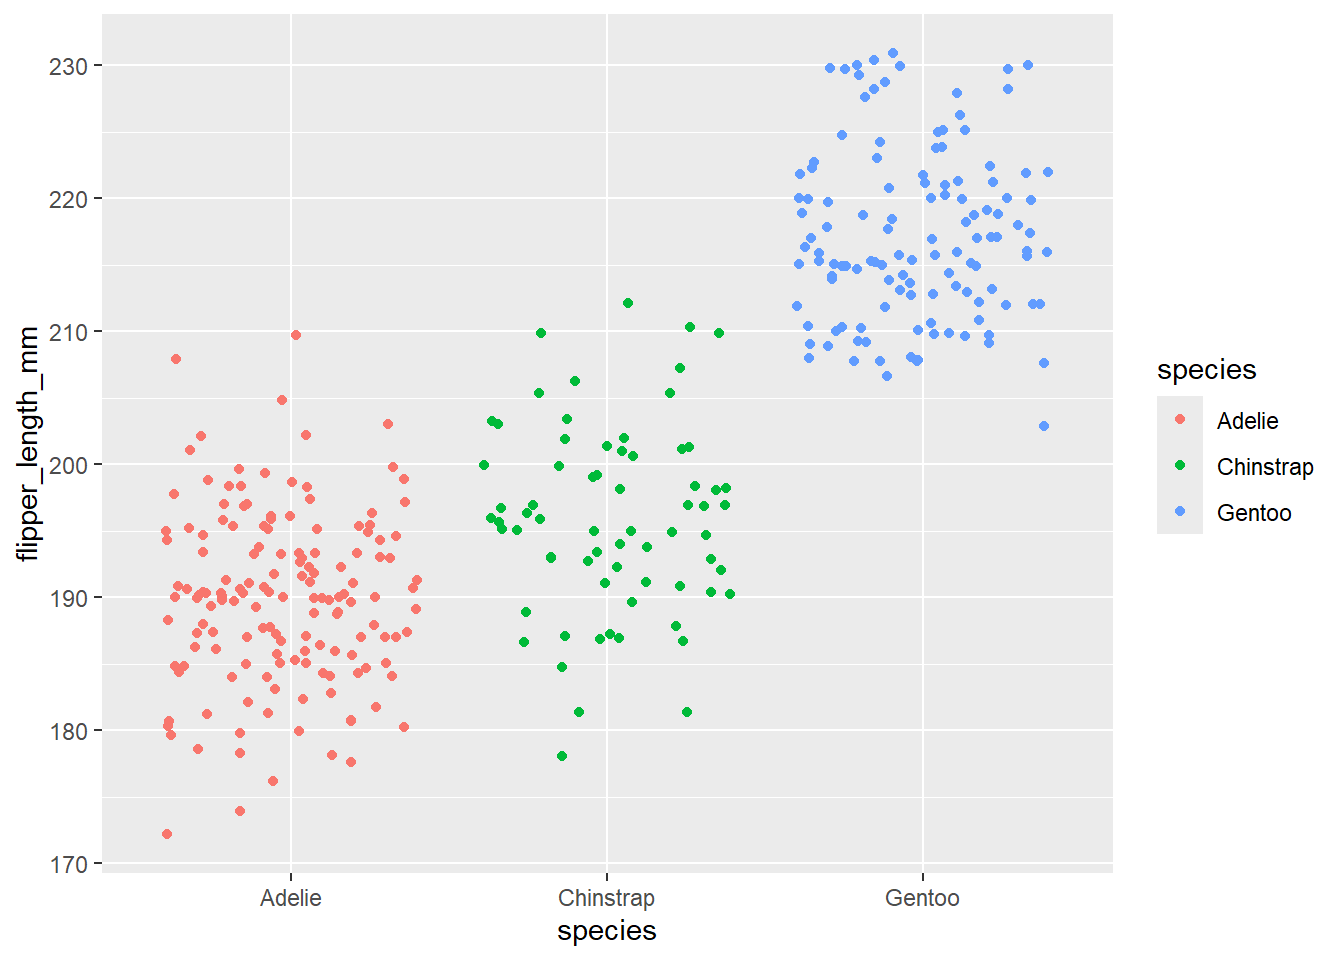 230
220
210
200
190
180
170
flipper_length_mm
Adelie
Chinstrap
Gentoo
species
species
Adelie
Chinstrap
Gentoo